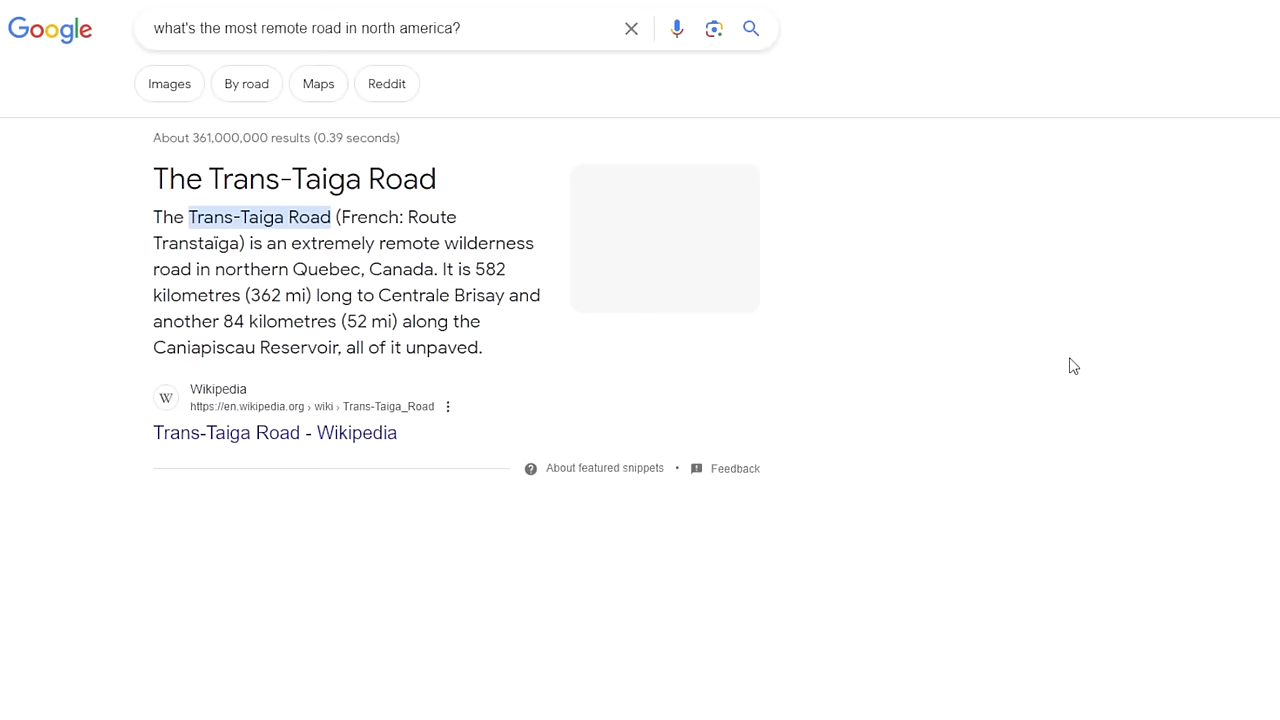 Google
what's the most remote road in north america?
Images
By road
Maps
Reddit
About 361,000,000 results (0.39 seconds)
The Trans-Taiga Road
The Trans-Taiga Road (French: Route
Transtaïga) is an extremely remote wilderness
road in northern Quebec, Canada. It is 582
kilometres (362 mi) long to Centrale Brisay and
another 84 kilometres (52 mi) along the
Caniapiscau Reservoir, all of it unpaved.
W
Wikipedia
https://en.wikipedia.org › wiki › Trans-Taiga_Road
Trans-Taiga Road - Wikipedia
About featured snippets • Feedback